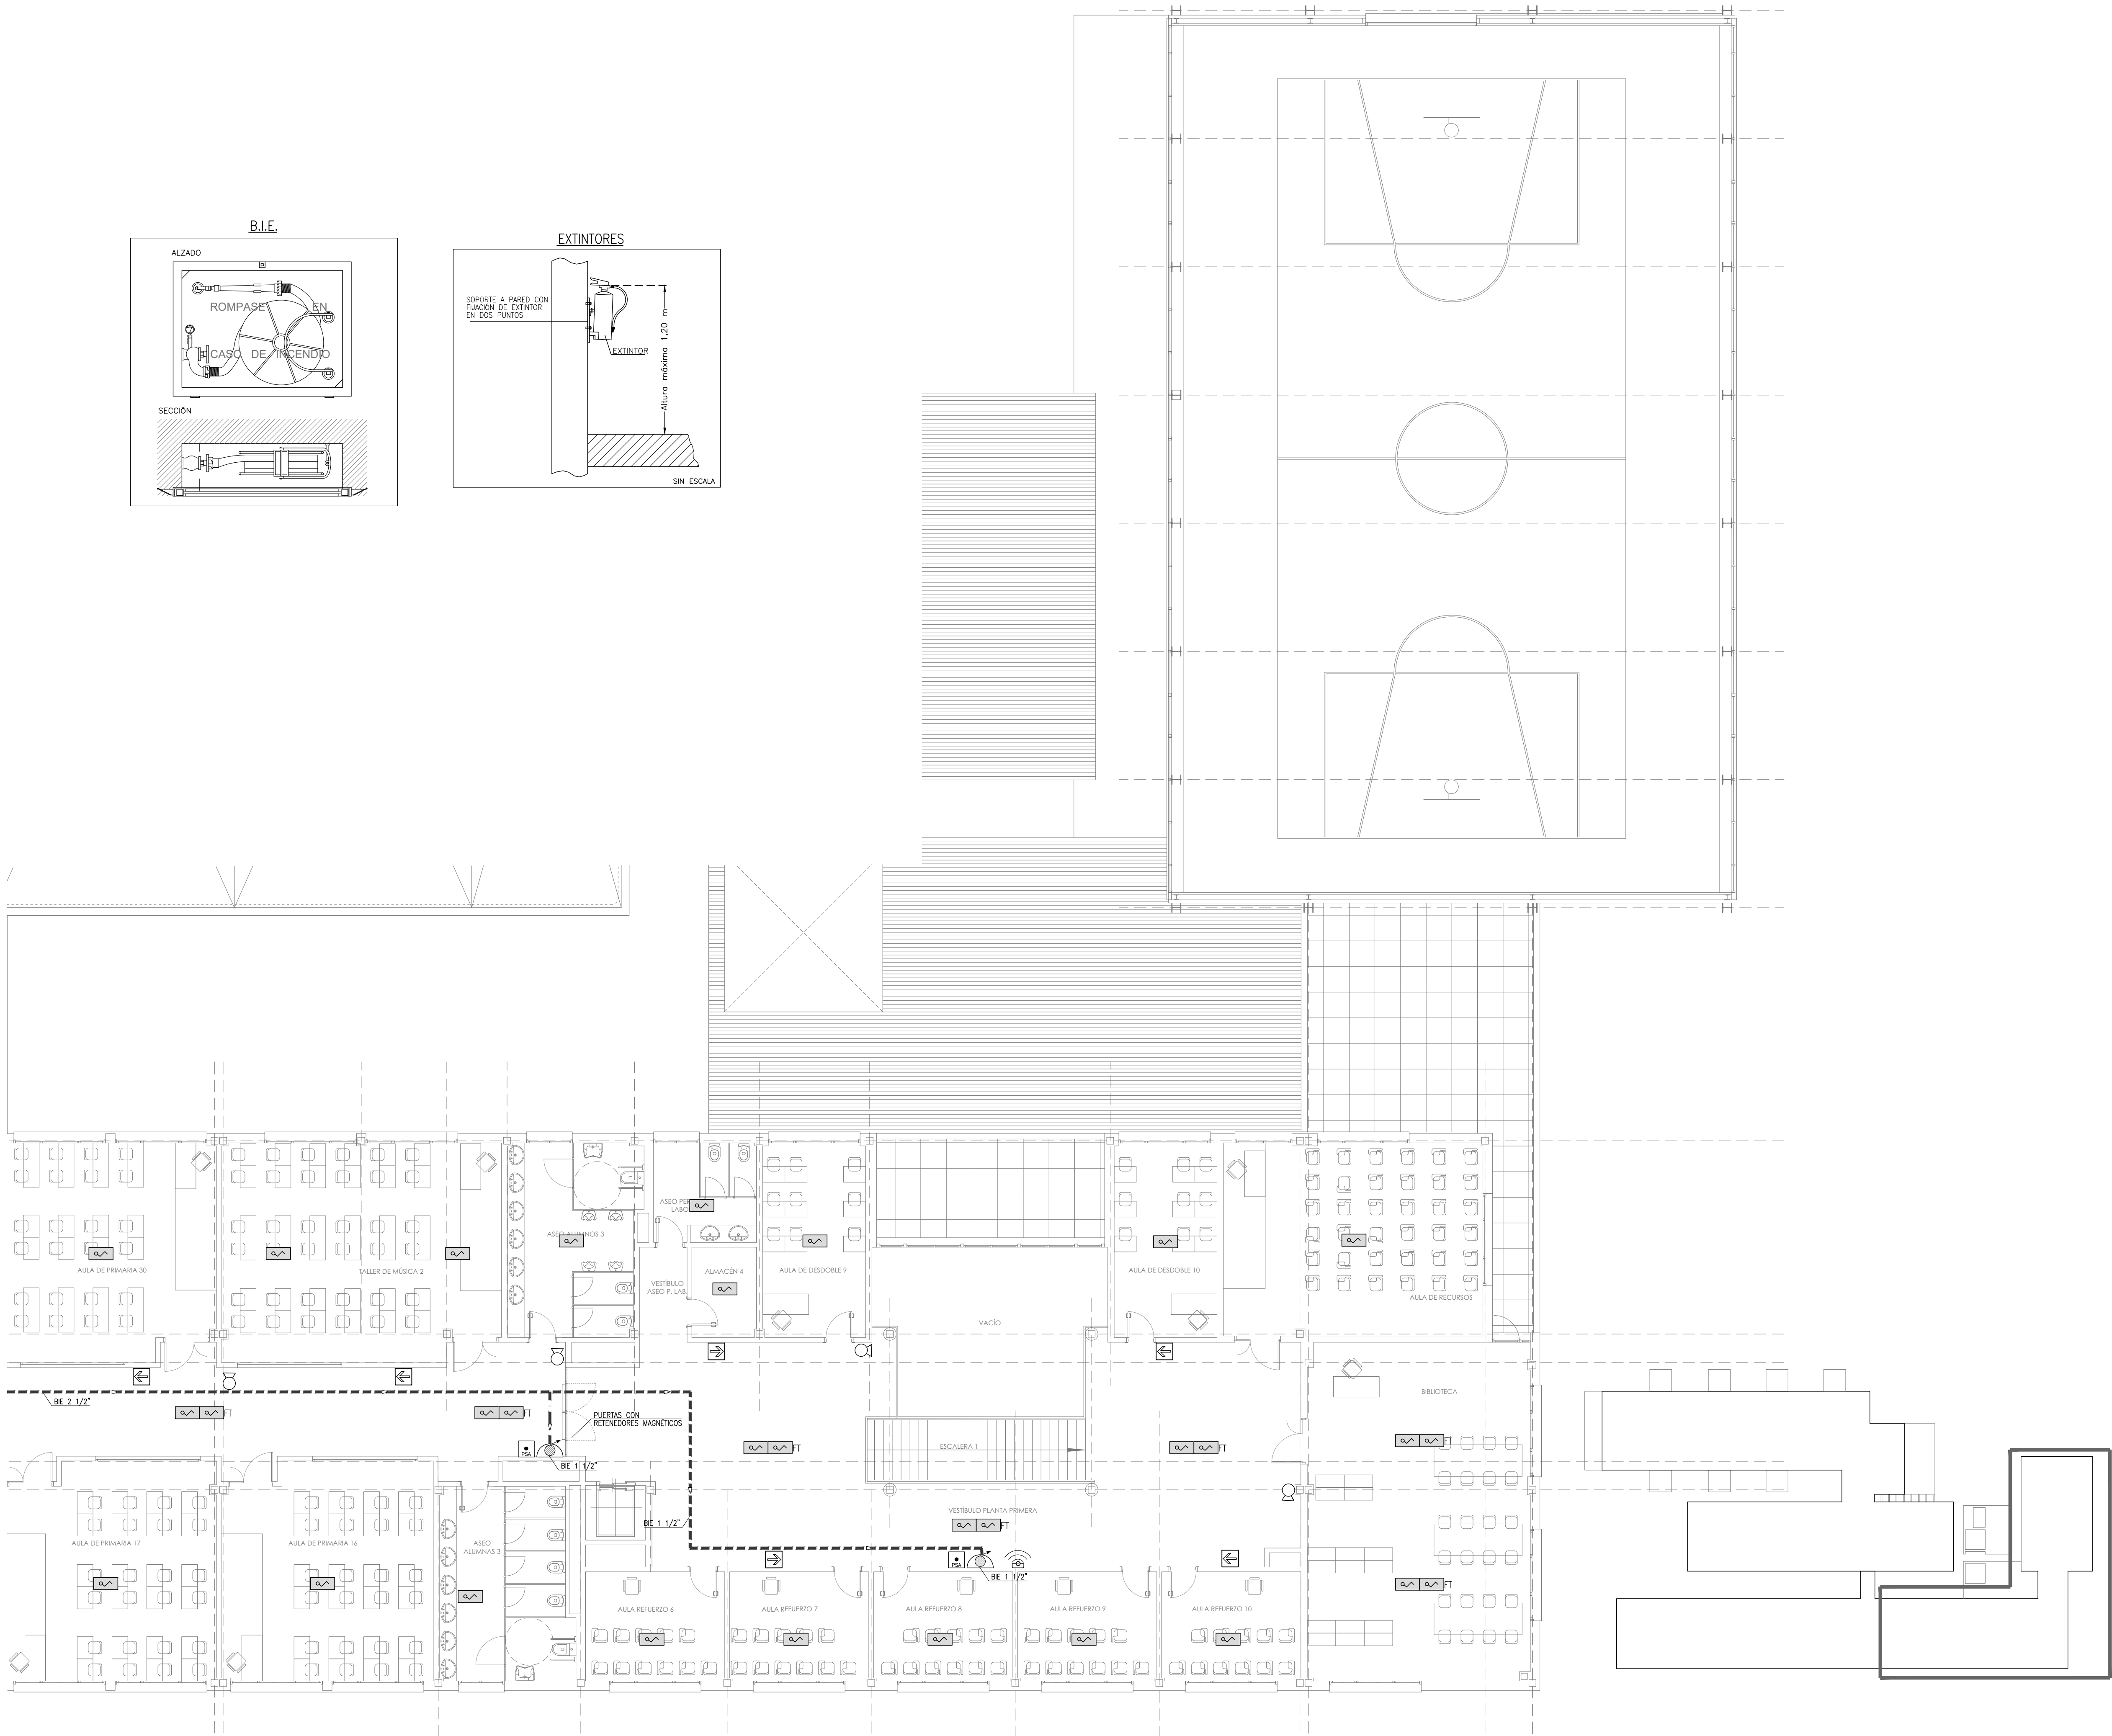 B.I.E.
ALZADO
ROMPASE EN
CASO DE INCENDIO
SECCIÓN
EXTINTORES
SOPORTE A PARED CON
FIJACIÓN DE EXTINTOR
EN DOS PUNTOS
EXTINTOR
Altura móxima 1,20 m
SIN ESCALA
AULA DE PRIMARIA 30
TALLER DE MÚSICA 2
ASEO ALUMNOS 3
ASEO PER
LABO
VESTÍBULO
ASEO P. LAB.
ALMACÉN 4
AULA DE DESDOBLE 9
VACÍO
AULA DE DESDOBLE 10
AULA DE RECURSOS
BIBLIOTECA
BIE 2 1/2"
FT
FT
PUERTAS CON
RETENEDORES MAGNÉTICOS
PSA
BIE 1 1/2"
FT
ESCALERA 1
FT
FT
BIE 1 1/2"
VESTÍBULO PLANTA PRIMERA
FT
PSA
BIE 1 1/2"
AULA DE PRIMARIA 17
AULA DE PRIMARIA 16
ASEO
ALUMNAS 3
FT
AULA REFUERZO 6
AULA REFUERZO 7
AULA REFUERZO 8
AULA REFUERZO 9
AULA REFUERZO 10